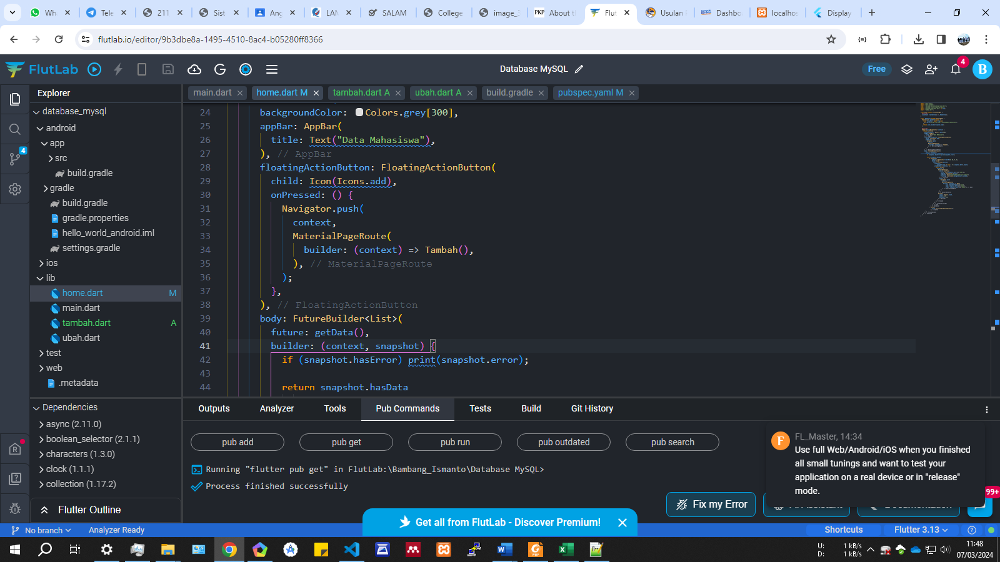 Wha
Tele
211
Sist
Ang
LAM
SALAM
College
image_3
PKP About th
Flut
Usulan
Dashbo
localhos
Display
flutlab.io/editor/9b3dbe8a-1495-4510-8ac4-b05280ff8366
FlutLab
Database MySQL
Free
4
B
Explorer
main.dart
home.dart M
tambah.dart A
ubah.dart A
build.gradle
pubspec.yaml M
database_mysql
android
app
src
build.gradle
gradle
build.gradle
gradle.properties
hello_world_android.iml
settings.gradle
ios
lib
home.dart M
main.dart
tambah.dart A
ubah.dart
test
web
.metadata
4
Dependencies
async (2.11.0)
boolean_selector (2.1.1)
characters (1.3.0)
clock (1.1.1)
collection (1.17.2)
Flutter Outline
24 backgroundColor: Colors.grey[300],
25 appBar: AppBar(
26 title: Text("Data Mahasiswa"),
27 ), // AppBar
28 floatingActionButton: FloatingActionButton(
29 child: Icon(Icons.add),
30 onPressed: () {
31 Navigator.push(
32 context,
33 MaterialPageRoute(
34 builder: (context) => Tambah(),
35 ), // MaterialPageRoute
36 );
37 },
38 ), // FloatingActionButton
39 body: FutureBuilder<List>(
40 future: getData(),
41 builder: (context, snapshot) {
42 if (snapshot.hasError) print(snapshot.error);
43
44 return snapshot.hasData
Outputs
Analyzer
Tools
Pub Commands
Tests
Build
Git History
pub add
pub get
pub run
pub outdated
pub search
Running "flutter pub get" in FlutLab:\Bambang_Ismanto\Database MySQL>
Process finished successfully
F
FL_Master, 14:34
Use full Web/Android/iOS when you finished
all small tunings and want to test your
application on a real device or in "release"
mode.
99+
Fix my Error
Get all from FlutLab - Discover Premium!
No branch
Analyzer Ready
Shortcuts
Flutter 3.13
U: 1 kB/s
D: 1 kB/s
11:48
07/03/2024